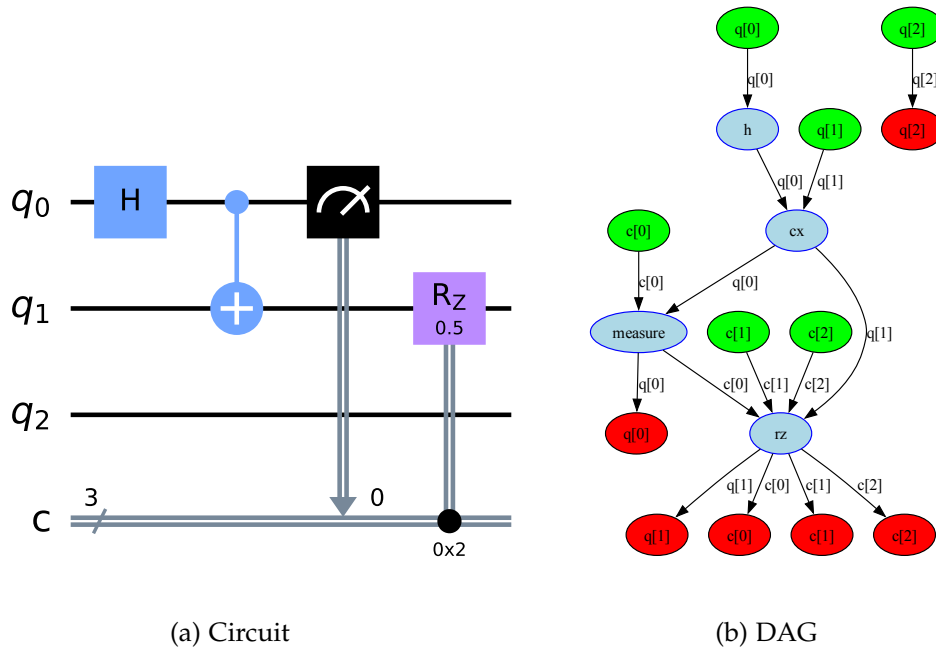 q0
H
q1
RZ
0.5
q2
3
0
c
0x2
(a) Circuit
q[0]
q[2]
q[0]
q[2]
h
q[1]
q[2]
q[0]
q[1]
c[0]
cx
c[0]
q[0]
q[1]
measure
c[1]
c[2]
q[0]
c[0]
c[1]
c[2]
q[0]
rz
q[1]
c[0]
c[1]
c[2]
q[1]
c[0]
c[1]
c[2]
(b) DAG